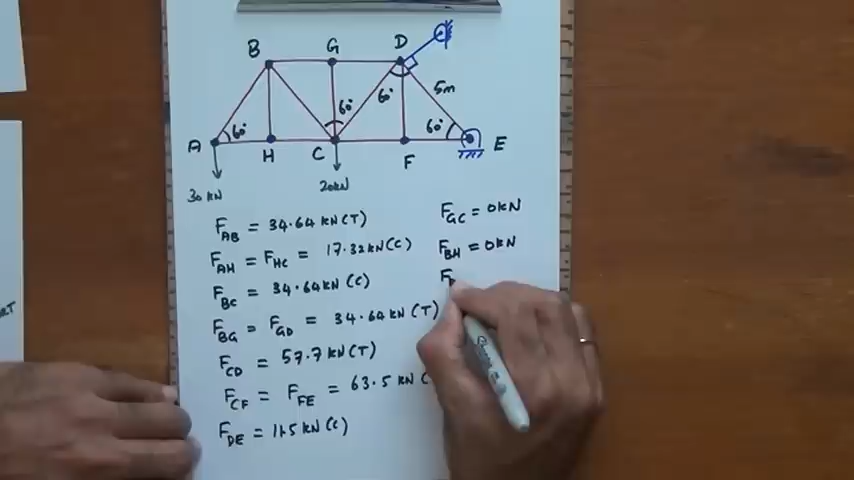 B G D
5m
60°
60°
60°
60°
A H C F E
30 kN
20kN
F_AB = 34.64 kN (T)
F_AH = F_HC = 17.32 kN (C)
F_BC = 34.64 kN (C)
F_BG = F_GD = 34.64 kN (T)
F_CD = 57.7 kN (T)
F_CF = F_FE = 63.5 kN (
F_DE = 11.5 kN (C)
F_GC = 0kN
F_BH = 0kN
F